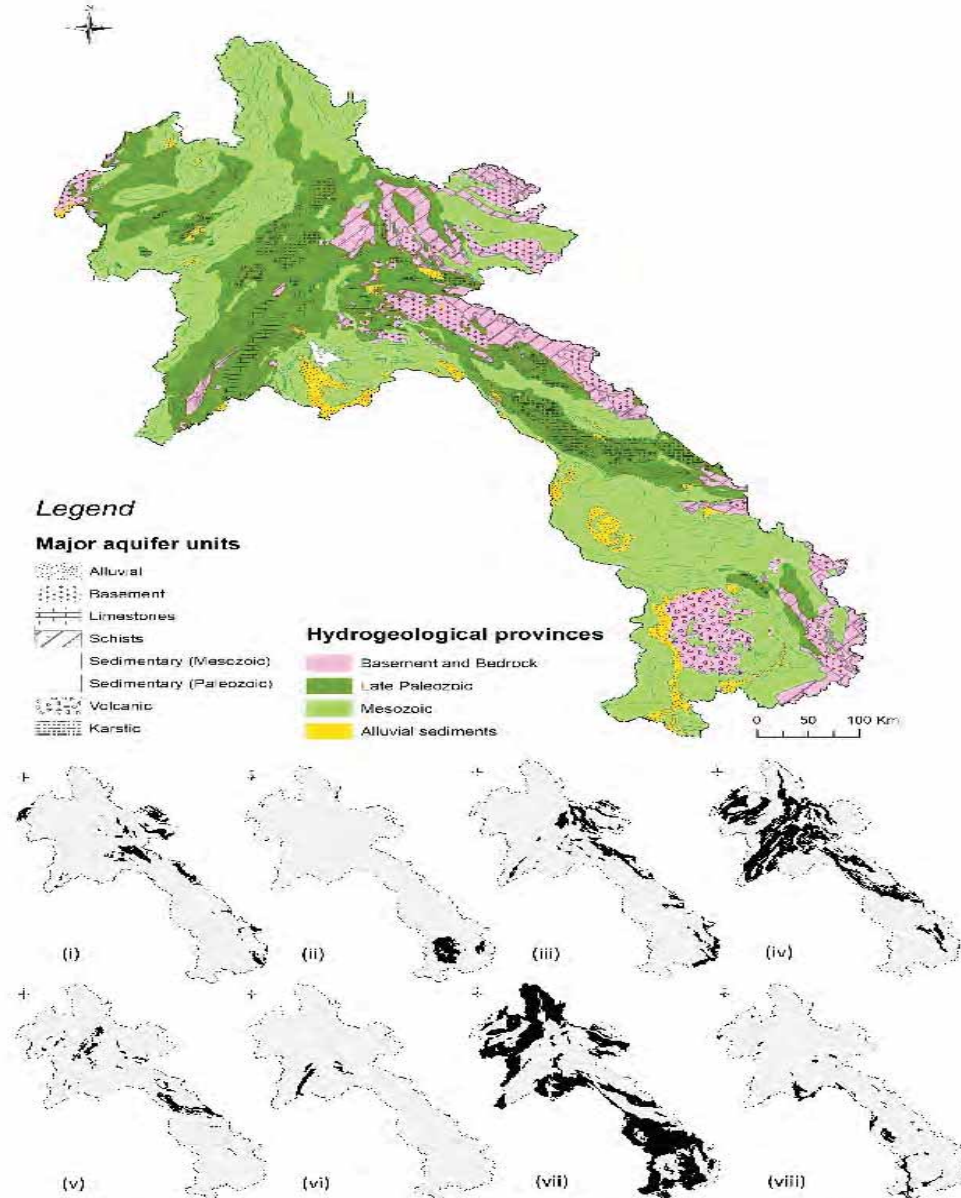 N
Legend
Major aquifer units
Alluvial
Basement
Limestones
Schists
Sedimentary (Mesozoic)
Sedimentary (Paleozoic)
Volcanic
Karstic
Hydrogeological provinces
Basement and Bedrock
Late Paleozoic
Mesozoic
Alluvial sediments
0 50 100 Km
(i) (ii) (iii) (iv)
(v) (vi) (vii) (viii)